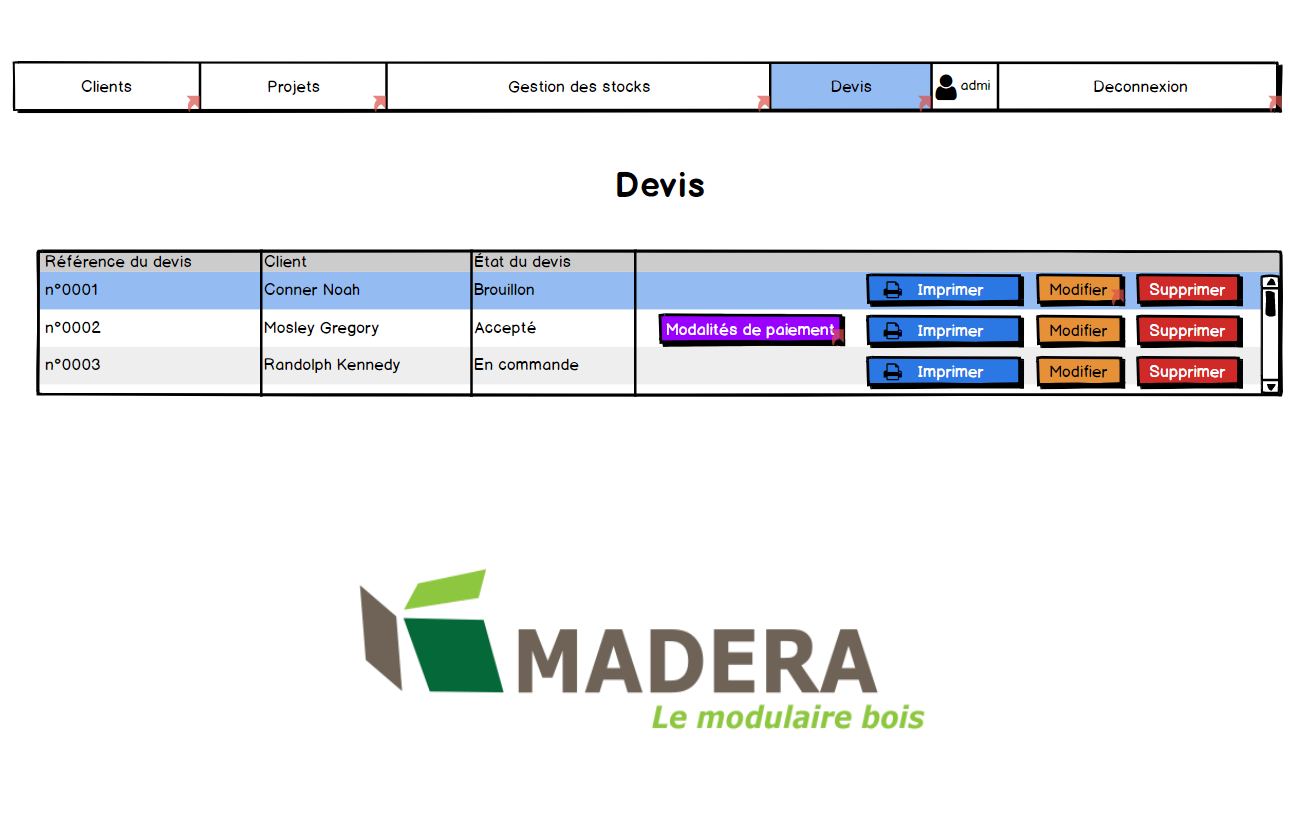 Clients Projets Gestion des stocks Devis admi Deconnexion
Devis
Référence du devis Client État du devis
n°0001 Conner Noah Brouillon Imprimer Modifier Supprimer
n°0002 Mosley Gregory Accepté Modalités de paiement Imprimer Modifier Supprimer
n°0003 Randolph Kennedy En commande Imprimer Modifier Supprimer
MADERA
Le modulaire bois